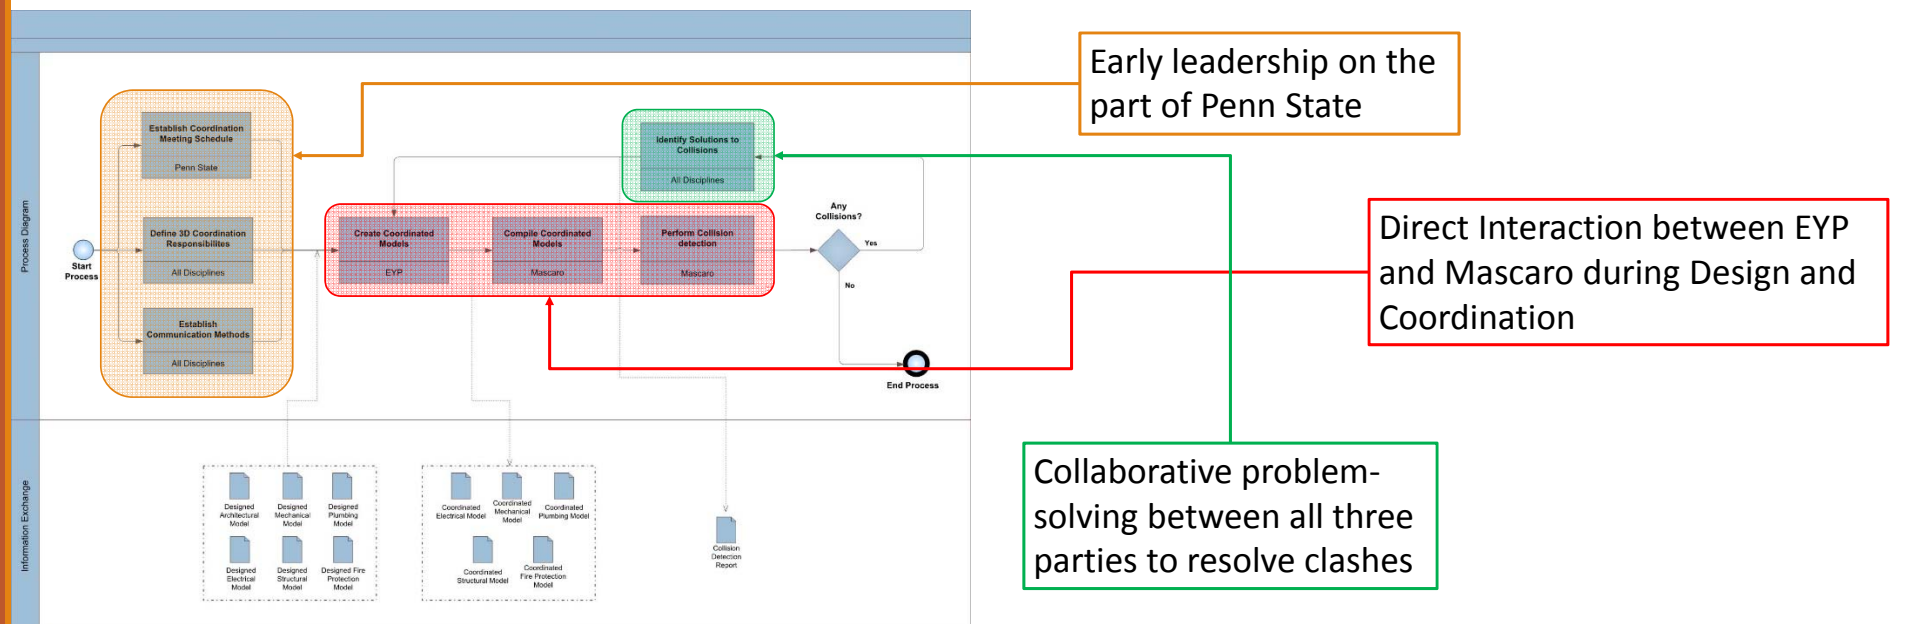 Process Diagram
Start
Process
Establish Coordination
Meeting Schedule
Penn State
Define 3D Coordination
Responsibilites
All Disciplines
Establish
Communication Methods
All Disciplines
Create Coordinated
Models
EYP
Compile Coordinated
Models
Mascaro
Perform Collision
detection
Mascaro
Identify Solutions to
Collisions
All Disciplines
Any
Collisions?
Yes
No
End Process
Information Exchange
Designed
Architectural
Model
Designed
Mechanical
Model
Designed
Plumbing
Model
Designed
Electrical
Model
Designed
Structural
Model
Designed Fire
Protection
Model
Coordinated
Electrical Model
Coordinated
Mechanical
Model
Coordinated
Plumbing Model
Coordinated
Structural Model
Coordinated
Fire Protection
Model
Collision
Detection
Report
Early leadership on the
part of Penn State
Direct Interaction between EYP
and Mascaro during Design and
Coordination
Collaborative problem-
solving between all three
parties to resolve clashes